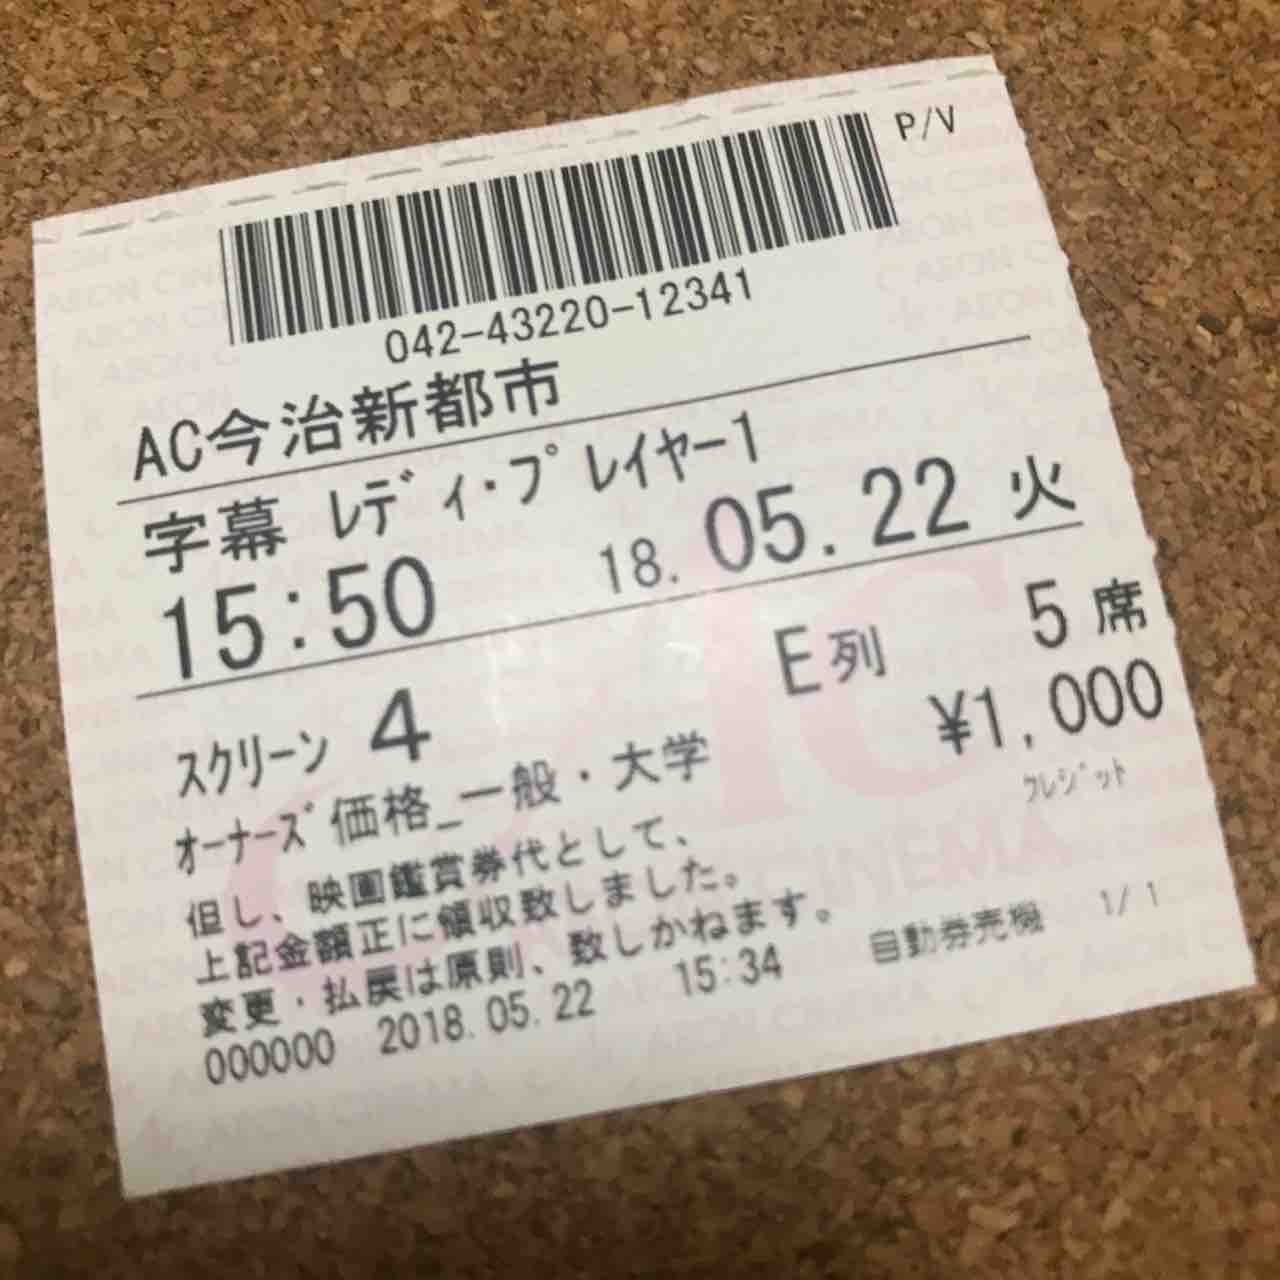 P/V
042-43220-12341
AC今治新都市
字幕 ﾚﾃﾞｨ･ﾌﾟﾚｲﾔｰ1
15:50 18.05.22 火
ｽｸﾘｰﾝ 4 E列 5席
ｵｰﾅｰｽﾞ価格_一般・大学 ¥1,000
ｸﾚｼﾞｯﾄ
但し、映画鑑賞券代として、
上記金額正に領収致しました。
変更・払戻は原則、致しかねます。
000000 2018.05.22 15:34 自動券売機 1/ 1
AC
CINEMA
AEON CINEMA